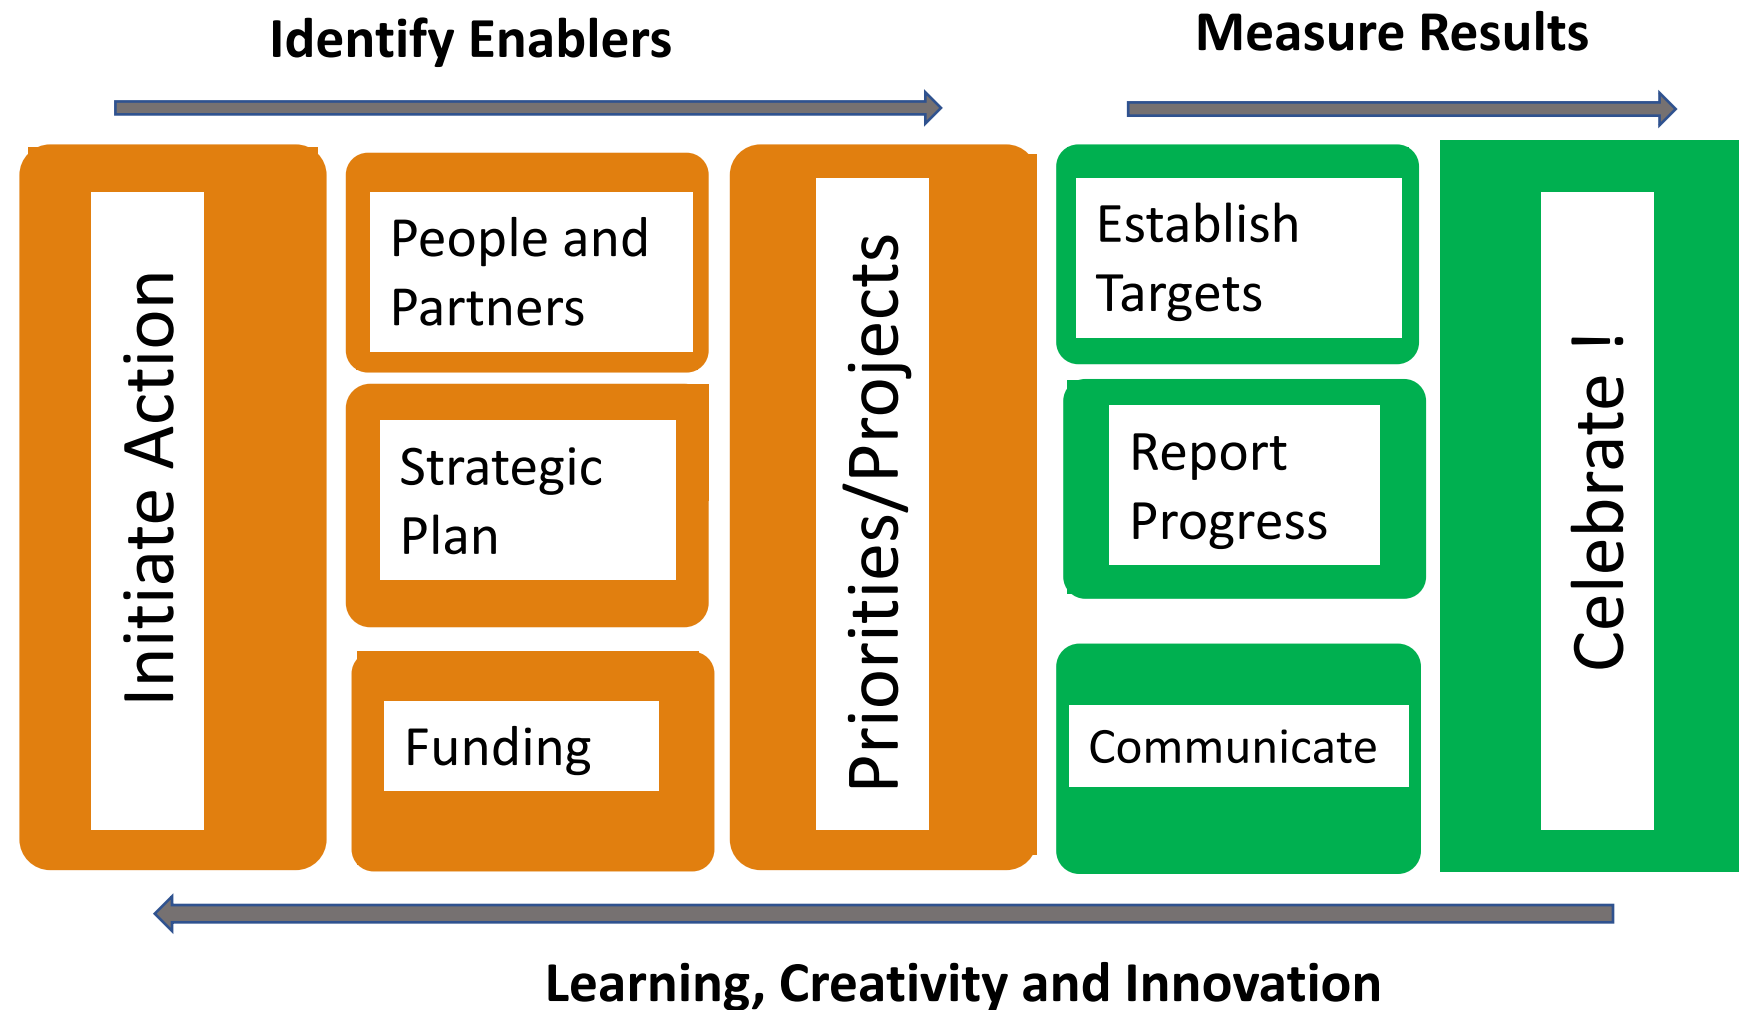 Identify Enablers
Measure Results
Initiate Action
People and
Partners
Strategic
Plan
Funding
Priorities/Projects
Establish
Targets
Report
Progress
Communicate
Celebrate !
Learning, Creativity and Innovation